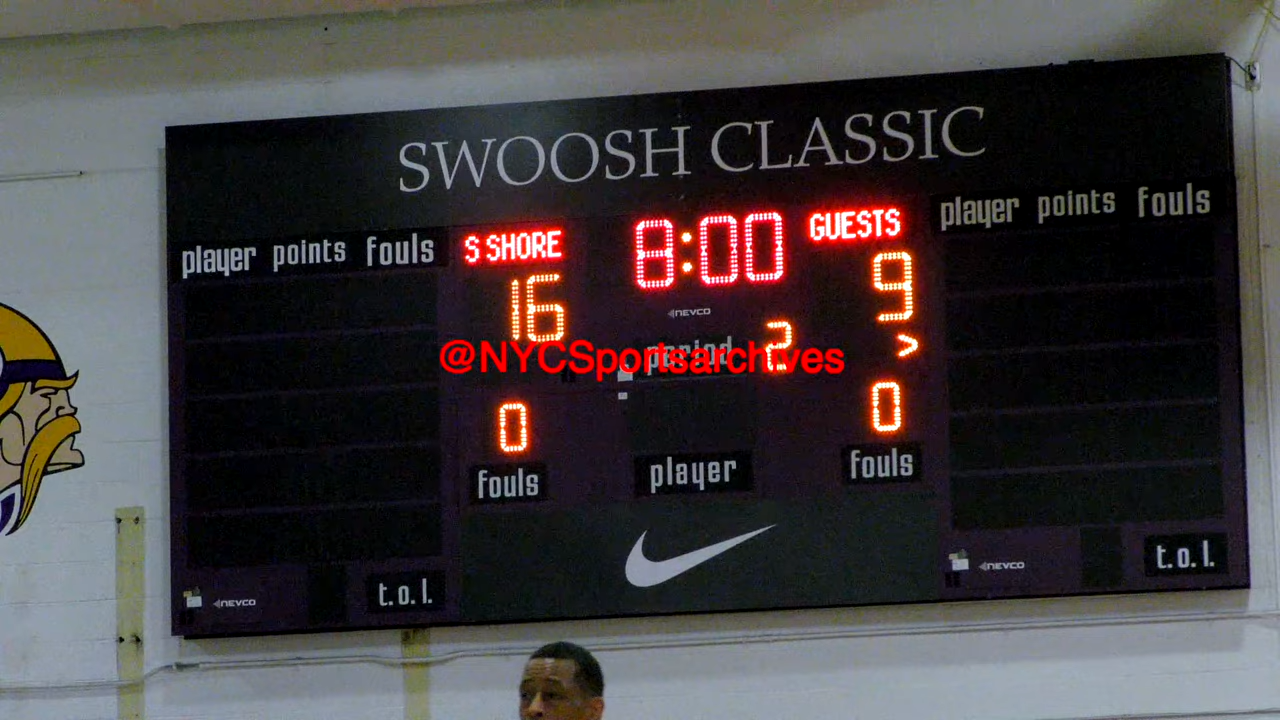 SWOOSH CLASSIC
player points fouls
S SHORE
8:00
GUESTS
player points fouls
16
9
NEVCO
period 2
>
@NYCSportsarchives
0
0
fouls
player
fouls
NEVCO
t.o.l.
NEVCO
t.o.l.